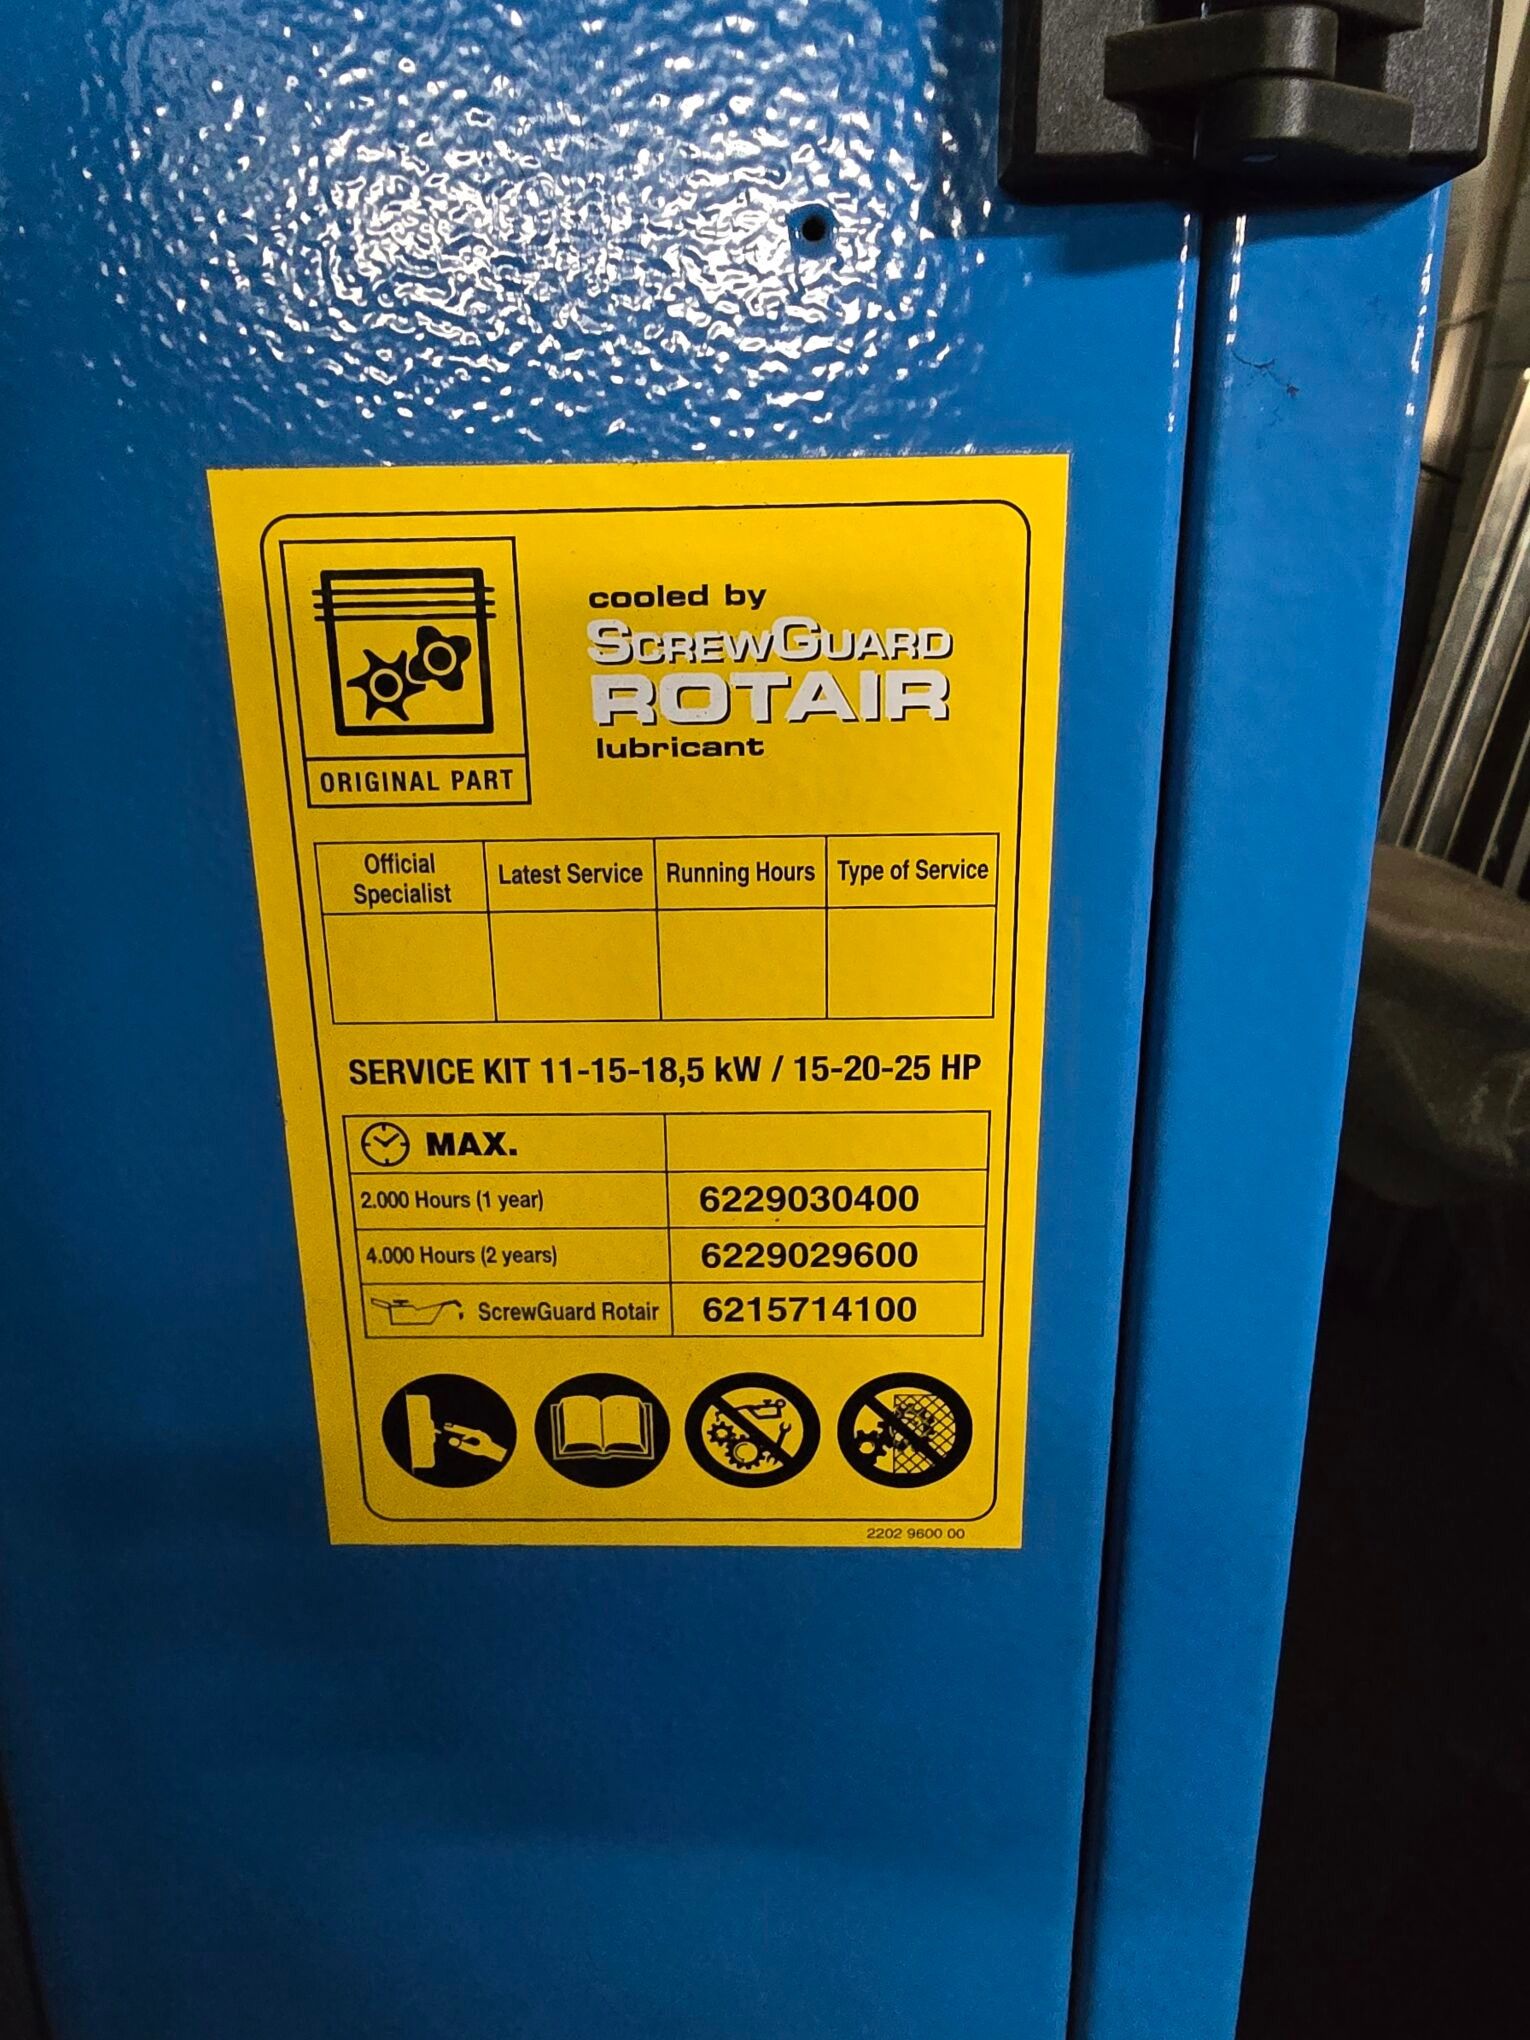 cooled by
SCREWGUARD
ROTAIR
lubricant
ORIGINAL PART
Official
Specialist
Latest Service
Running Hours
Type of Service
SERVICE KIT 11-15-18,5 kW / 15-20-25 HP
MAX.
2.000 Hours (1 year) 6229030400
4.000 Hours (2 years) 6229029600
ScrewGuard Rotair 6215714100
2202 9600 00